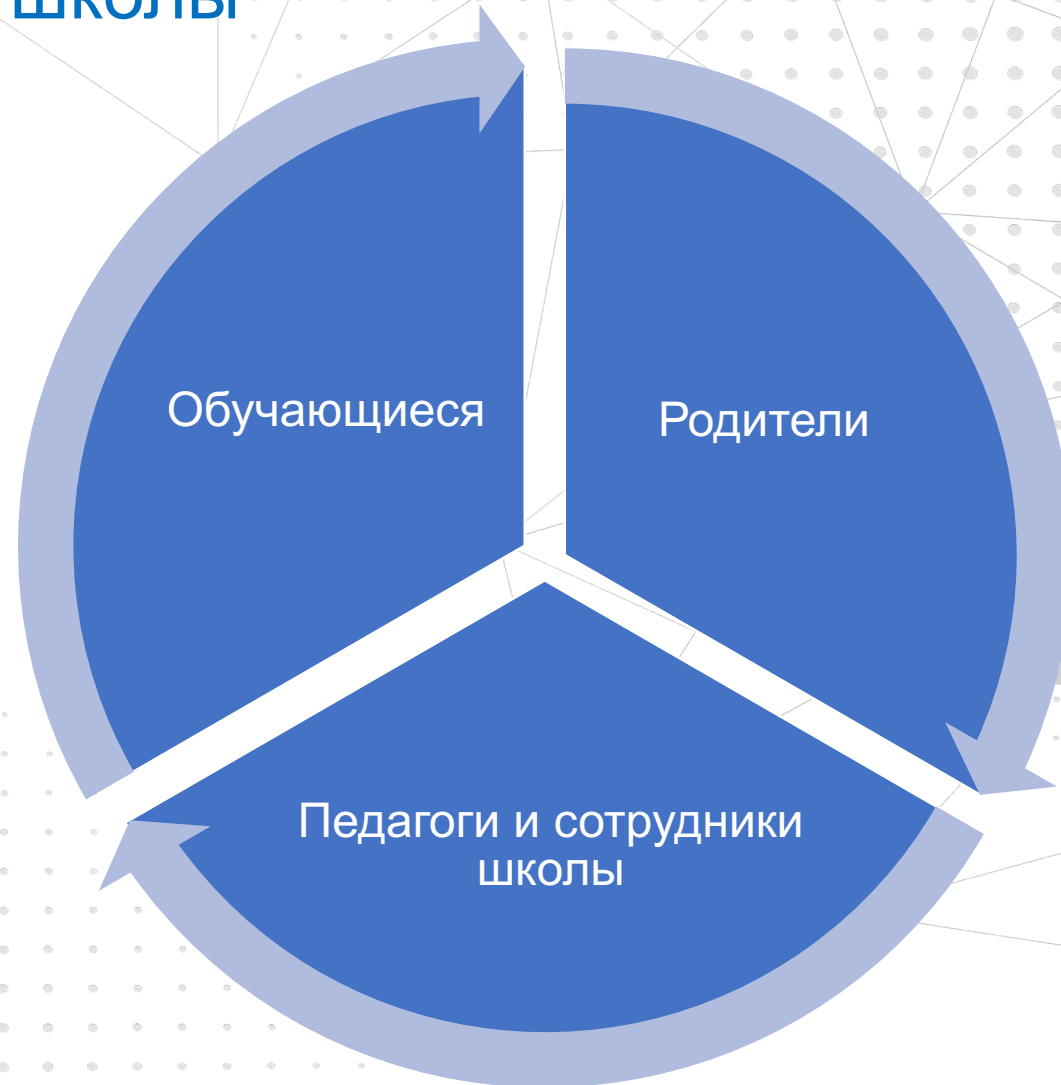 школы
Обучающиеся
Родители
Педагоги и сотрудники
школы